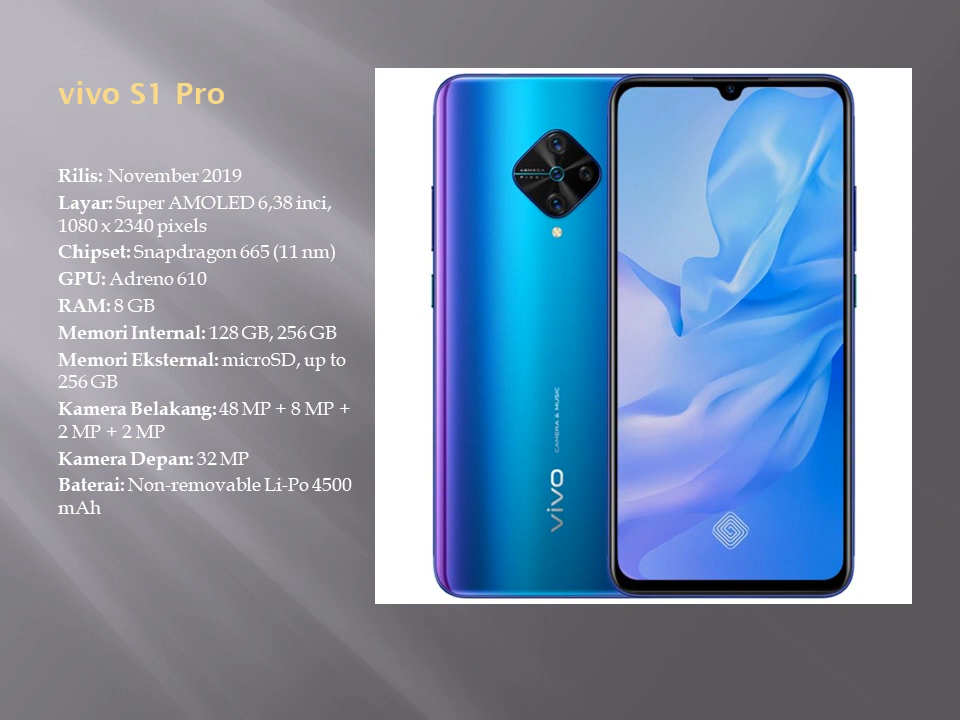 vivo S1 Pro
Rilis: November 2019
Layar: Super AMOLED 6,38 inci,
1080 x 2340 pixels
Chipset: Snapdragon 665 (11 nm)
GPU: Adreno 610
RAM: 8 GB
Memori Internal: 128 GB, 256 GB
Memori Eksternal: microSD, up to
256 GB
Kamera Belakang: 48 MP + 8 MP +
2 MP + 2 MP
Kamera Depan: 32 MP
Baterai: Non-removable Li-Po 4500
mAh
48MEGA
PIXEL
CAMERA & MUSIC
vivo